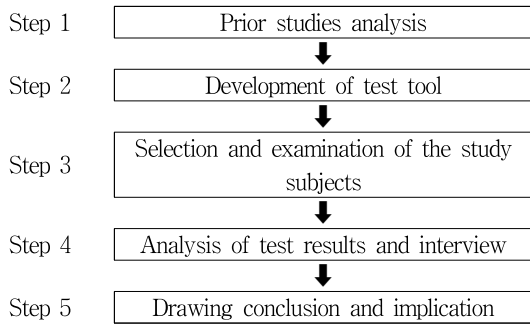 Step 1 Prior studies analysis
Step 2 Development of test tool
Step 3 Selection and examination of the study
subjects
Step 4 Analysis of test results and interview
Step 5 Drawing conclusion and implication